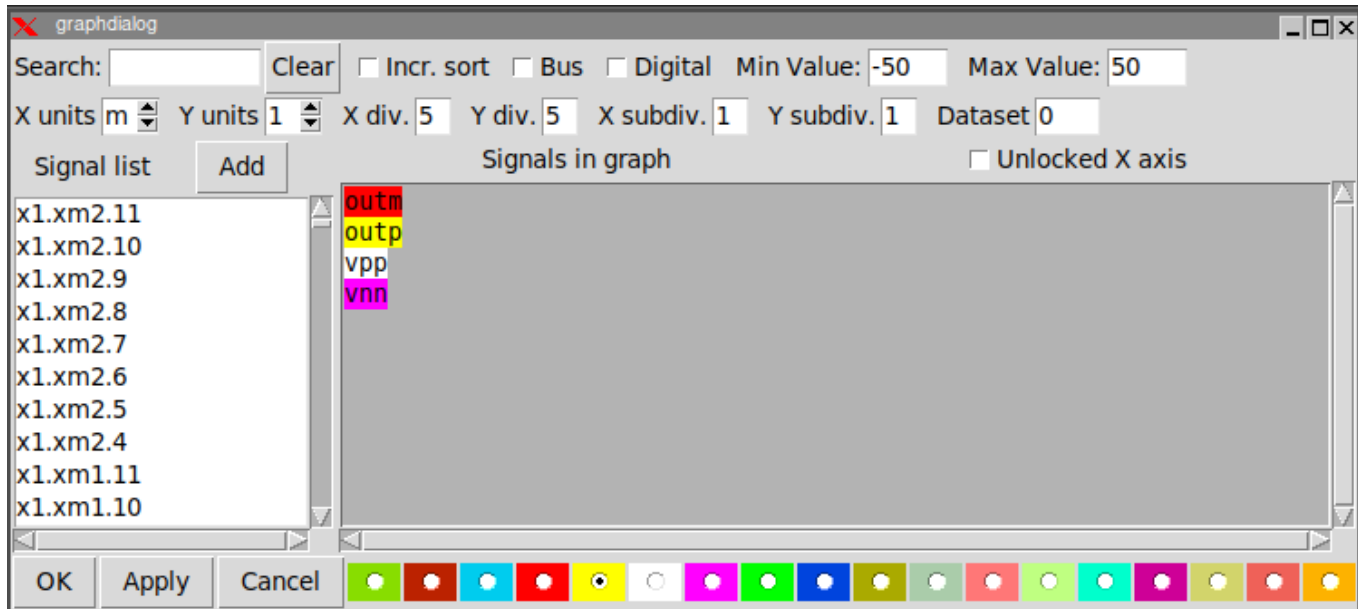 graphdialog
Search: Clear Incr. sort Bus Digital Min Value: -50 Max Value: 50
X units m Y units 1 X div. 5 Y div. 5 X subdiv. 1 Y subdiv. 1 Dataset 0
Signal list Add Signals in graph Unlocked X axis
x1.xm2.11
x1.xm2.10
x1.xm2.9
x1.xm2.8
x1.xm2.7
x1.xm2.6
x1.xm2.5
x1.xm2.4
x1.xm1.11
x1.xm1.10
outm
outp
vpp
vnn
OK Apply Cancel